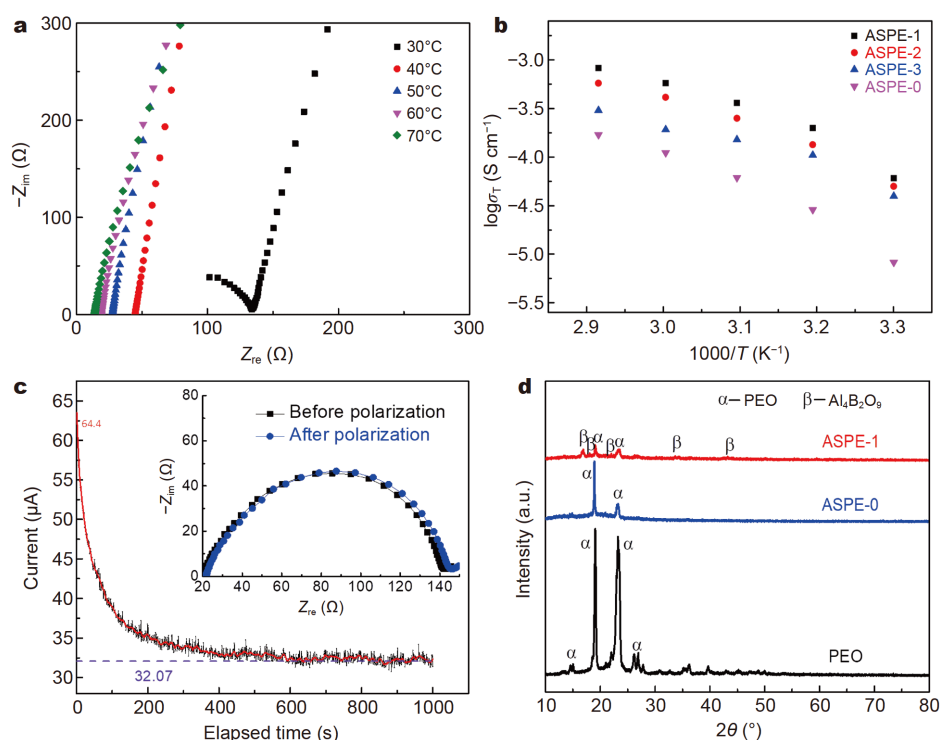 a
300
200
100
0
−Zim (Ω)
0
100
200
300
Zre (Ω)
30°C
40°C
50°C
60°C
70°C
b
−3.0
−3.5
−4.0
−4.5
−5.0
−5.5
logσT (S cm⁻¹)
2.9
3.0
3.1
3.2
3.3
1000/T (K⁻¹)
ASPE-1
ASPE-2
ASPE-3
ASPE-0
c
65
60
55
50
45
40
35
30
Current (μA)
64.4
32.07
0
200
400
600
800
1000
Elapsed time (s)
80
60
40
20
0
−Zim (Ω)
20
40
60
80
100
120
140
Zre (Ω)
Before polarization
After polarization
d
α−PEO β−Al₄B₂O₉
β β α β α β β
ASPE-1
α α
ASPE-0
α α α α
PEO
Intensity (a.u.)
10
20
30
40
50
60
70
80
2θ (°)